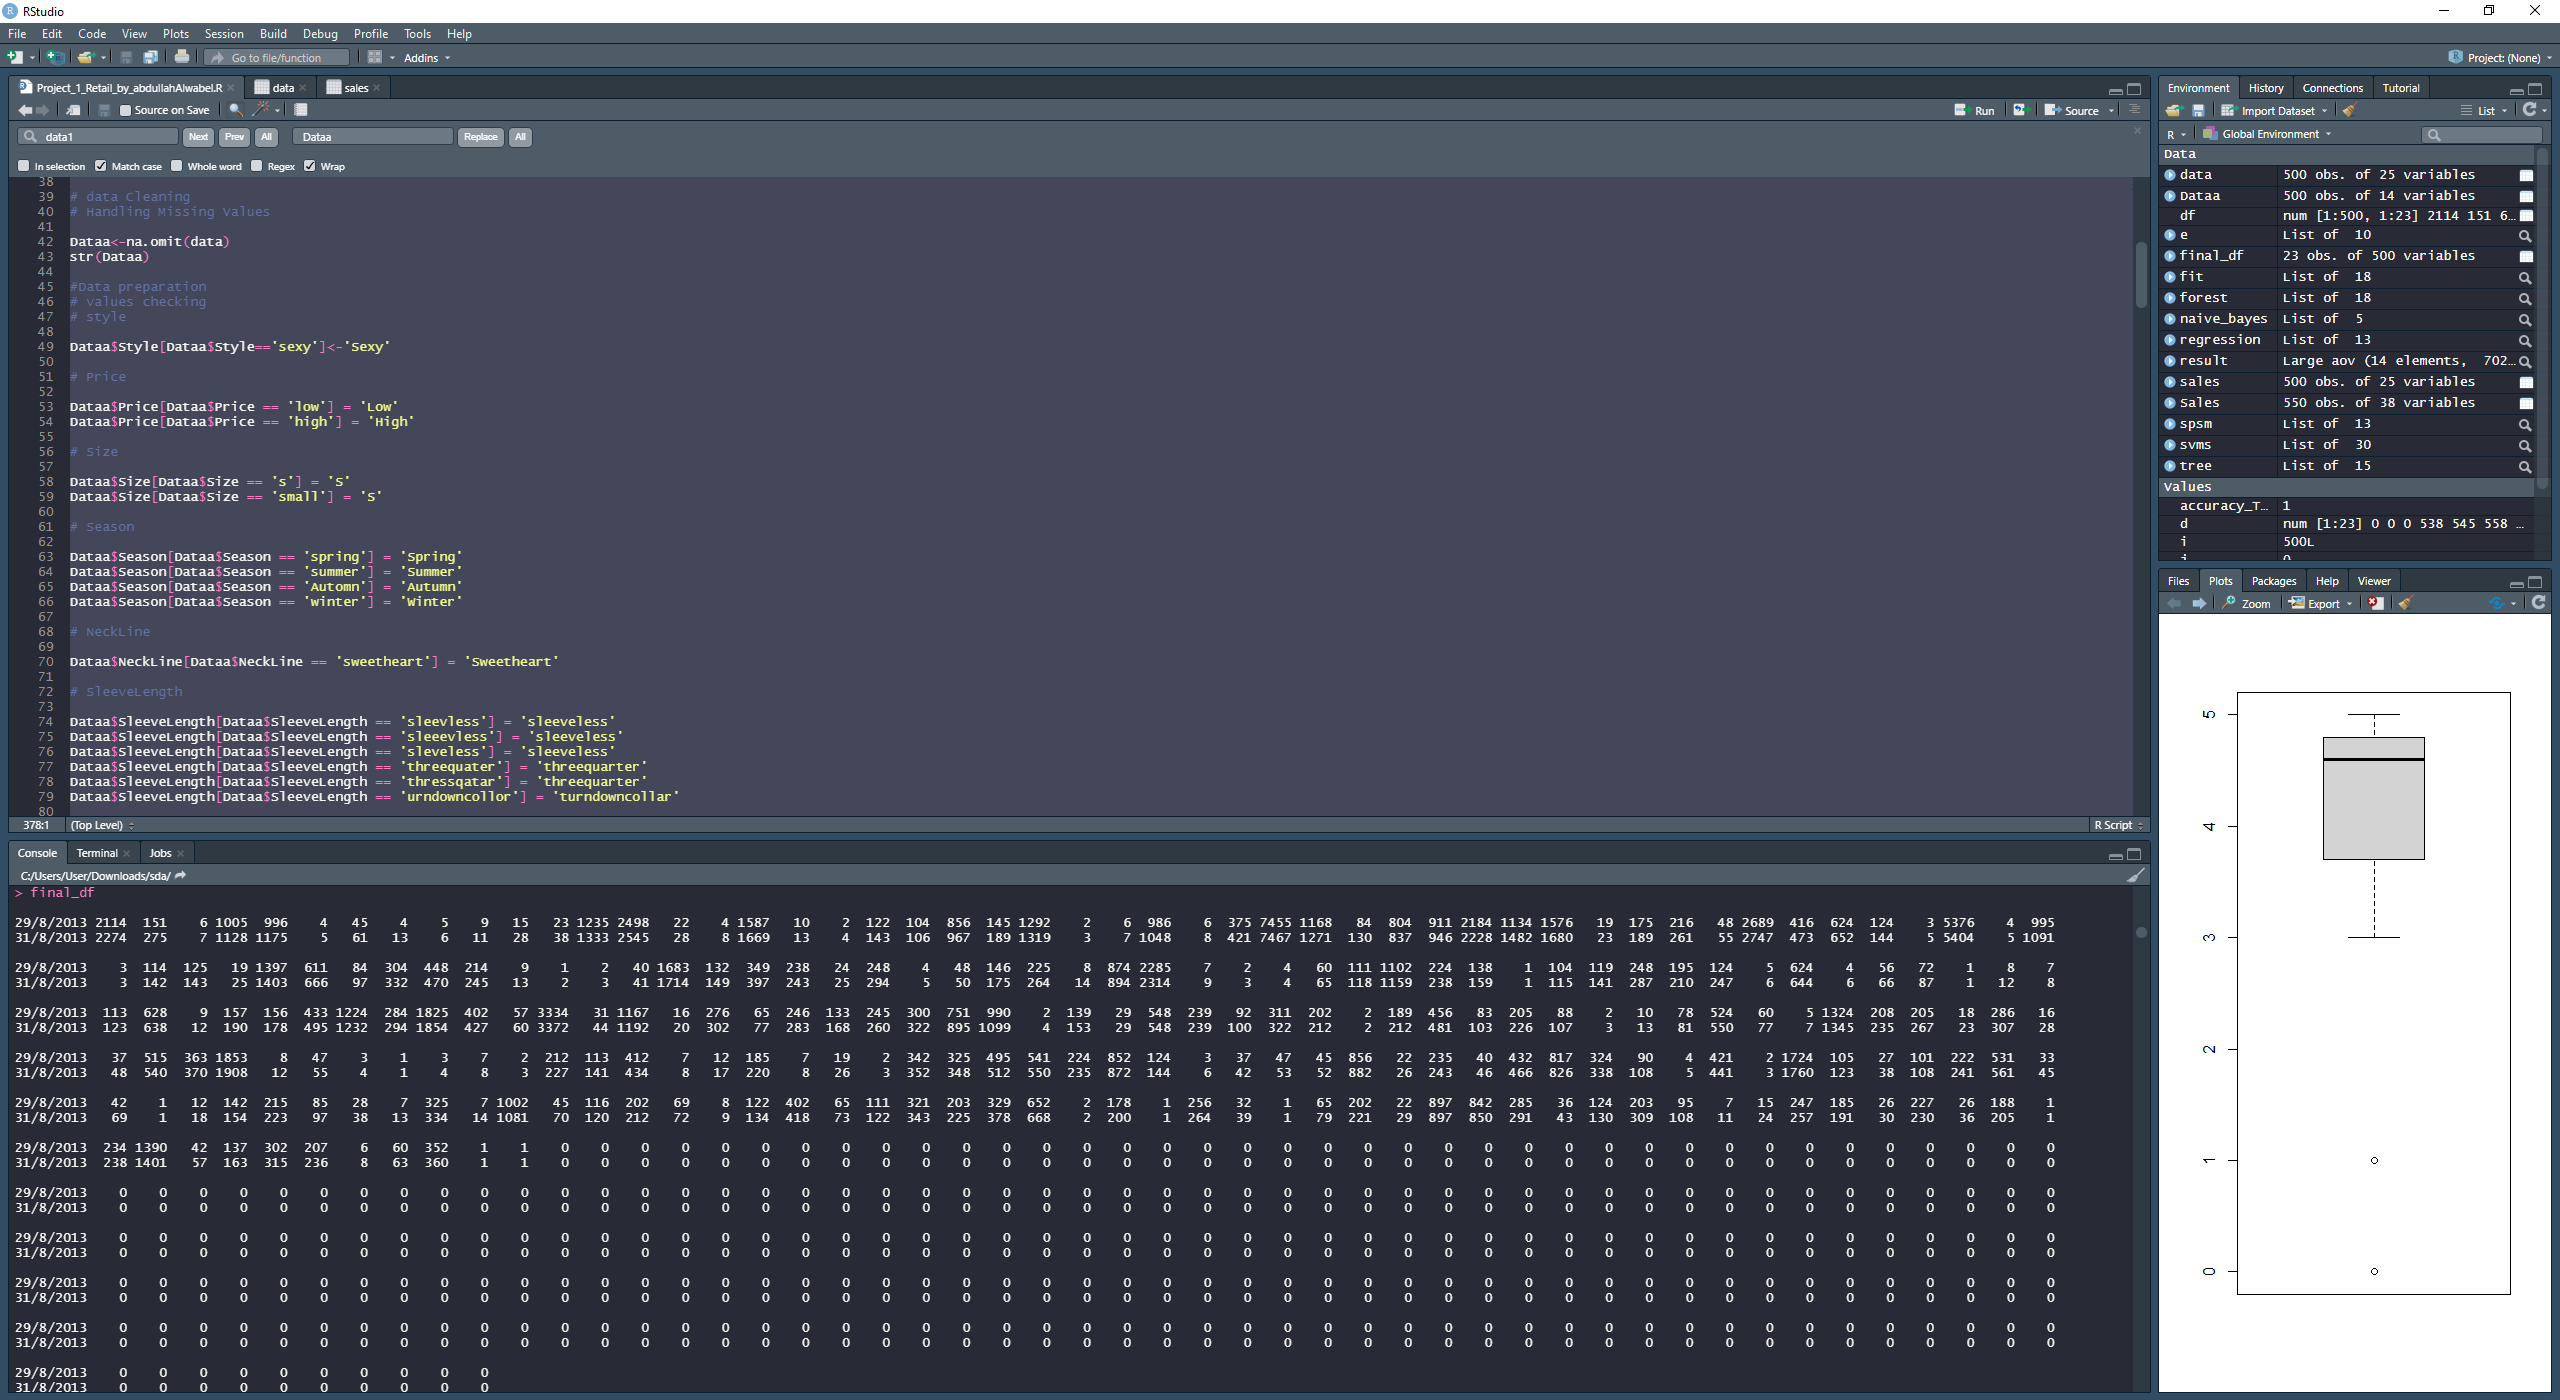 RStudio
File Edit Code View Plots Session Build Debug Profile Tools Help
Go to file/function Addins Project: (None)
Project_1_Retail_by_abdullahAlwabel.R data sales
Source on Save Run Source
data1 Next Prev All Dataa Replace All
In selection Match case Whole word Regex Wrap
38
39 # data Cleaning
40 # Handling Missing Values
41
42 Dataa<-na.omit(data)
43 str(Dataa)
44
45 #Data preparation
46 # values checking
47 # style
48
49 Dataa$Style[Dataa$Style=='sexy']<-'Sexy'
50
51 # Price
52
53 Dataa$Price[Dataa$Price == 'low'] = 'Low'
54 Dataa$Price[Dataa$Price == 'high'] = 'High'
55
56 # Size
57
58 Dataa$Size[Dataa$Size == 's'] = 'S'
59 Dataa$Size[Dataa$Size == 'small'] = 'S'
60
61 # Season
62
63 Dataa$Season[Dataa$Season == 'spring'] = 'Spring'
64 Dataa$Season[Dataa$Season == 'summer'] = 'Summer'
65 Dataa$Season[Dataa$Season == 'Automn'] = 'Autumn'
66 Dataa$Season[Dataa$Season == 'winter'] = 'Winter'
67
68 # NeckLine
69
70 Dataa$NeckLine[Dataa$NeckLine == 'sweetheart'] = 'Sweetheart'
71
72 # SleeveLength
73
74 Dataa$SleeveLength[Dataa$SleeveLength == 'sleevless'] = 'sleeveless'
75 Dataa$SleeveLength[Dataa$SleeveLength == 'sleeevless'] = 'sleeveless'
76 Dataa$SleeveLength[Dataa$SleeveLength == 'sleveless'] = 'sleeveless'
77 Dataa$SleeveLength[Dataa$SleeveLength == 'threequater'] = 'threequarter'
78 Dataa$SleeveLength[Dataa$SleeveLength == 'thressqatar'] = 'threequarter'
79 Dataa$SleeveLength[Dataa$SleeveLength == 'urndowncollor'] = 'turndowncollar'
80
378:1 (Top Level) R Script
Console Terminal Jobs
C:/Users/User/Downloads/sda/
> final_df
29/8/2013 2114 151 6 1005 996 4 45 4 5 9 15 23 1235 2498 22 4 1587 10 2 122 104 856 145 1292 2 6 986 6 375 7455 1168 84 804 911 2184 1134 1576 19 175 216 48 2689 416 624 124 3 5376 4 995
31/8/2013 2274 275 7 1128 1175 5 61 13 6 11 28 38 1333 2545 28 8 1669 13 4 143 106 967 189 1319 3 7 1048 8 421 7467 1271 130 837 946 2228 1482 1680 23 189 261 55 2747 473 652 144 5 5404 5 1091
29/8/2013 3 114 125 19 1397 611 84 304 448 214 9 1 2 40 1683 132 349 238 24 248 4 48 146 225 8 874 2285 7 2 4 60 111 1102 224 138 1 104 119 248 195 124 5 624 4 56 72 1 8 7
31/8/2013 3 142 143 25 1403 666 97 332 470 245 13 2 3 41 1714 149 397 243 25 294 5 50 175 264 14 894 2314 9 3 4 65 118 1159 238 159 1 115 141 287 210 247 6 644 6 66 87 1 12 8
29/8/2013 113 628 9 157 156 433 1224 284 1825 402 57 3334 31 1167 16 276 65 246 133 245 300 751 990 2 139 29 548 239 92 311 202 2 189 456 83 205 88 2 10 78 524 60 5 1324 208 205 18 286 16
31/8/2013 123 638 12 190 178 495 1232 294 1854 427 60 3372 44 1192 20 302 77 283 168 260 322 895 1099 4 153 29 548 239 100 322 212 2 212 481 103 226 107 3 13 81 550 77 7 1345 235 267 23 307 28
29/8/2013 37 515 363 1853 8 47 3 1 3 7 2 212 113 412 7 12 185 7 19 2 342 325 495 541 224 852 124 3 37 47 45 856 22 235 40 432 817 324 90 4 421 2 1724 105 27 101 222 531 33
31/8/2013 48 540 370 1908 12 55 4 1 4 8 3 227 141 434 8 17 220 8 26 3 352 348 512 550 235 872 144 6 42 53 52 882 26 243 46 466 826 338 108 5 441 3 1760 123 38 108 241 561 45
29/8/2013 42 1 12 142 215 85 28 7 325 7 1002 45 116 202 69 8 122 402 65 111 321 203 329 652 2 178 1 256 32 1 65 202 22 897 842 285 36 124 203 95 7 15 247 185 26 227 26 188 1
31/8/2013 69 1 18 154 223 97 38 13 334 14 1081 70 120 212 72 9 134 418 73 122 343 225 378 668 2 200 1 264 39 1 79 221 29 897 850 291 43 130 309 108 11 24 257 191 30 230 36 205 1
29/8/2013 234 1390 42 137 302 207 6 60 352 1 1 0 0 0 0 0 0 0 0 0 0 0 0 0 0 0 0 0 0 0 0 0 0 0 0 0 0 0 0 0 0 0 0 0 0 0 0 0 0
31/8/2013 238 1401 57 163 315 236 8 63 360 1 1 0 0 0 0 0 0 0 0 0 0 0 0 0 0 0 0 0 0 0 0 0 0 0 0 0 0 0 0 0 0 0 0 0 0 0 0 0 0
29/8/2013 0 0 0 0 0 0 0 0 0 0 0 0 0 0 0 0 0 0 0 0 0 0 0 0 0 0 0 0 0 0 0 0 0 0 0 0 0 0 0 0 0 0 0 0 0 0 0 0 0
31/8/2013 0 0 0 0 0 0 0 0 0 0 0 0 0 0 0 0 0 0 0 0 0 0 0 0 0 0 0 0 0 0 0 0 0 0 0 0 0 0 0 0 0 0 0 0 0 0 0 0 0
29/8/2013 0 0 0 0 0 0 0 0 0 0 0 0 0 0 0 0 0 0 0 0 0 0 0 0 0 0 0 0 0 0 0 0 0 0 0 0 0 0 0 0 0 0 0 0 0 0 0 0 0
31/8/2013 0 0 0 0 0 0 0 0 0 0 0 0 0 0 0 0 0 0 0 0 0 0 0 0 0 0 0 0 0 0 0 0 0 0 0 0 0 0 0 0 0 0 0 0 0 0 0 0 0
29/8/2013 0 0 0 0 0 0 0 0 0 0 0 0 0 0 0 0 0 0 0 0 0 0 0 0 0 0 0 0 0 0 0 0 0 0 0 0 0 0 0 0 0 0 0 0 0 0 0 0 0
31/8/2013 0 0 0 0 0 0 0 0 0 0 0 0 0 0 0 0 0 0 0 0 0 0 0 0 0 0 0 0 0 0 0 0 0 0 0 0 0 0 0 0 0 0 0 0 0 0 0 0 0
29/8/2013 0 0 0 0 0 0 0 0 0 0 0 0 0 0 0 0 0 0 0 0 0 0 0 0 0 0 0 0 0 0 0 0 0 0 0 0 0 0 0 0 0 0 0 0 0 0 0 0 0
31/8/2013 0 0 0 0 0 0 0 0 0 0 0 0 0 0 0 0 0 0 0 0 0 0 0 0 0 0 0 0 0 0 0 0 0 0 0 0 0 0 0 0 0 0 0 0 0 0 0 0 0
29/8/2013 0 0 0 0 0 0 0 0 0 0
31/8/2013 0 0 0 0 0 0 0 0 0 0
Environment History Connections Tutorial
Import Dataset List
R Global Environment
Data
data 500 obs. of 25 variables
Dataa 500 obs. of 14 variables
df num [1:500, 1:23] 2114 151 6…
e List of 10
final_df 23 obs. of 500 variables
fit List of 18
forest List of 18
naive_bayes List of 5
regression List of 13
result Large aov (14 elements, 702…
sales 500 obs. of 25 variables
Sales 550 obs. of 38 variables
spsm List of 13
svms List of 30
tree List of 15
Values
accuracy_T… 1
d num [1:23] 0 0 0 538 545 558 …
i 500L
Files Plots Packages Help Viewer
Zoom Export
5
4
3
2
1
0